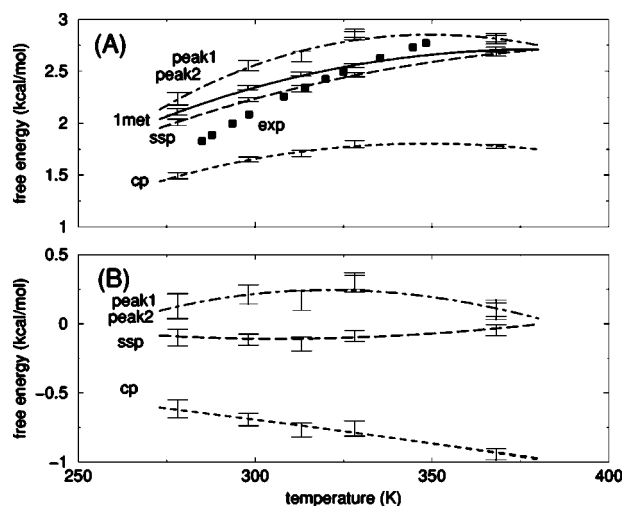 (A)
free energy (kcal/mol)
3
2.5
2
1.5
1
peak1
peak2
1met
ssp
exp
cp
(B)
free energy (kcal/mol)
0.5
0
−0.5
−1
peak1
peak2
ssp
cp
250
300
350
400
temperature (K)